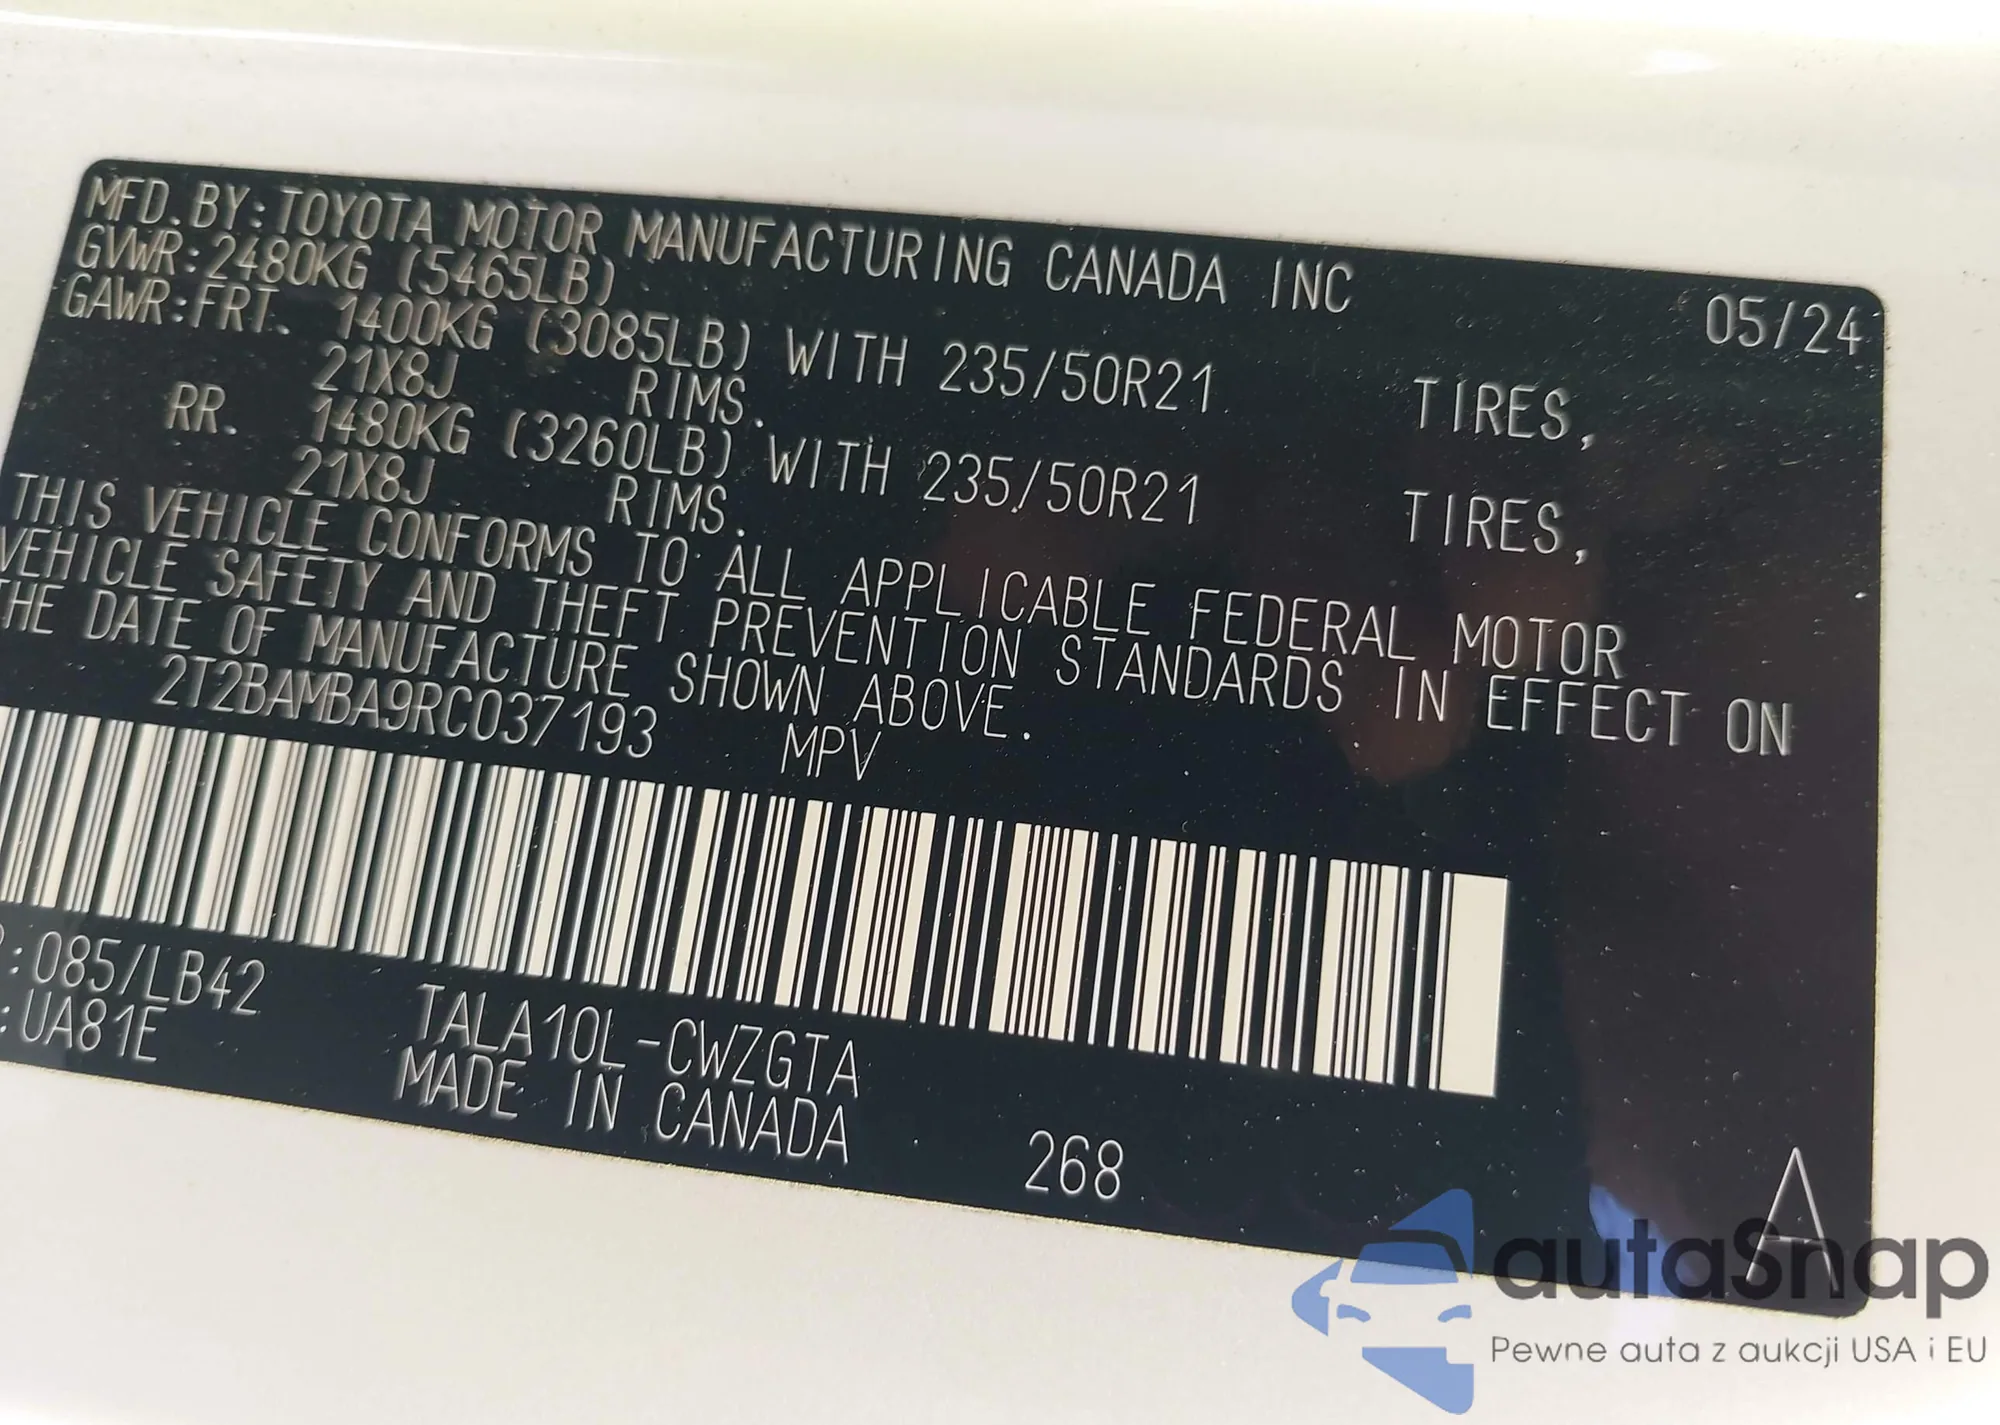 MFD.BY:TOYOTA MOTOR MANUFACTURING CANADA INC 05/24
GVWR:2480KG (5465LB)
GAWR:FRT. 1400KG (3085LB) WITH 235/50R21 TIRES,
21X8J RIMS.
RR. 1480KG (3260LB) WITH 235/50R21 TIRES,
21X8J RIMS.
THIS VEHICLE CONFORMS TO ALL APPLICABLE FEDERAL MOTOR
VEHICLE SAFETY AND THEFT PREVENTION STANDARDS IN EFFECT ON
THE DATE OF MANUFACTURE SHOWN ABOVE.
2T2BAMBA9RC037193 MPV
:085/LB42
:UA81E
TALA10L-CWZGTA
MADE IN CANADA
268
A
autaSnap
Pewne auta z aukcji USA i EU